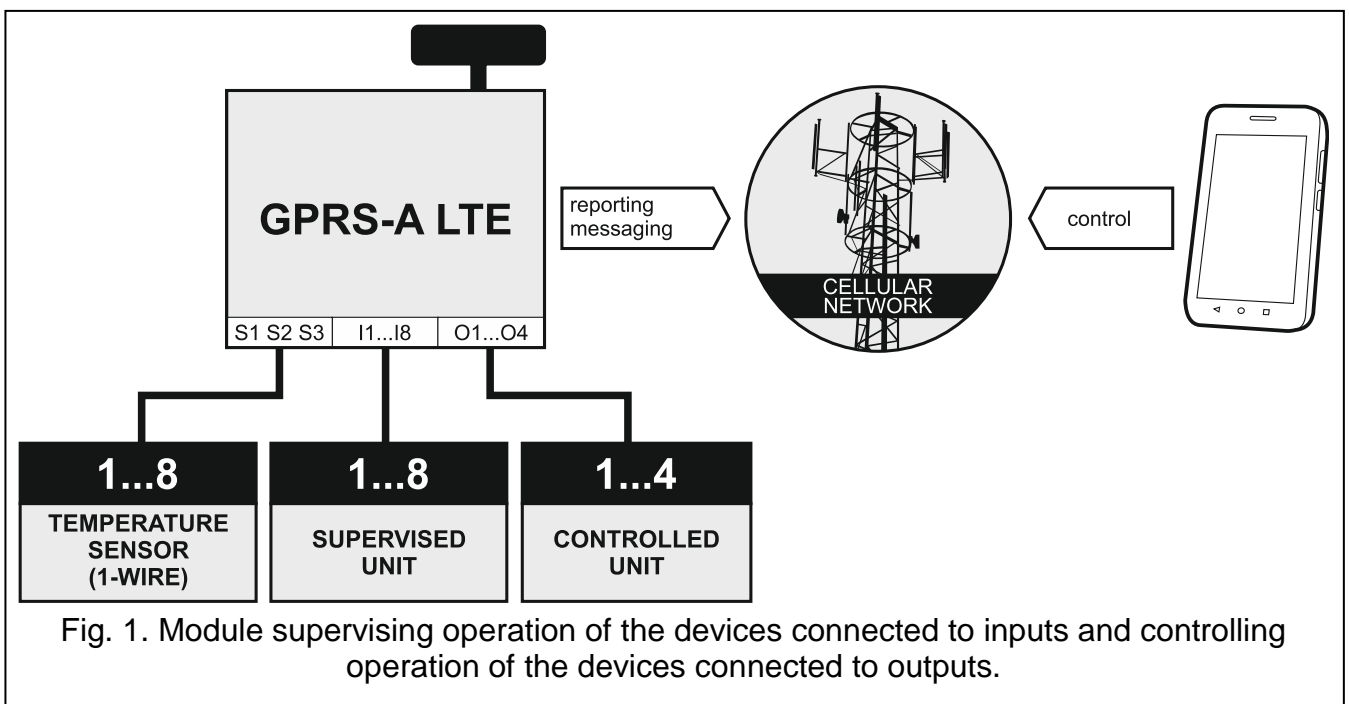 GPRS-A LTE
S1 S2 S3
I1...I8
O1...O4
reporting
messaging
CELLULAR
NETWORK
control
1...8
TEMPERATURE
SENSOR
(1-WIRE)
1...8
SUPERVISED
UNIT
1...4
CONTROLLED
UNIT
Fig. 1. Module supervising operation of the devices connected to inputs and controlling
operation of the devices connected to outputs.